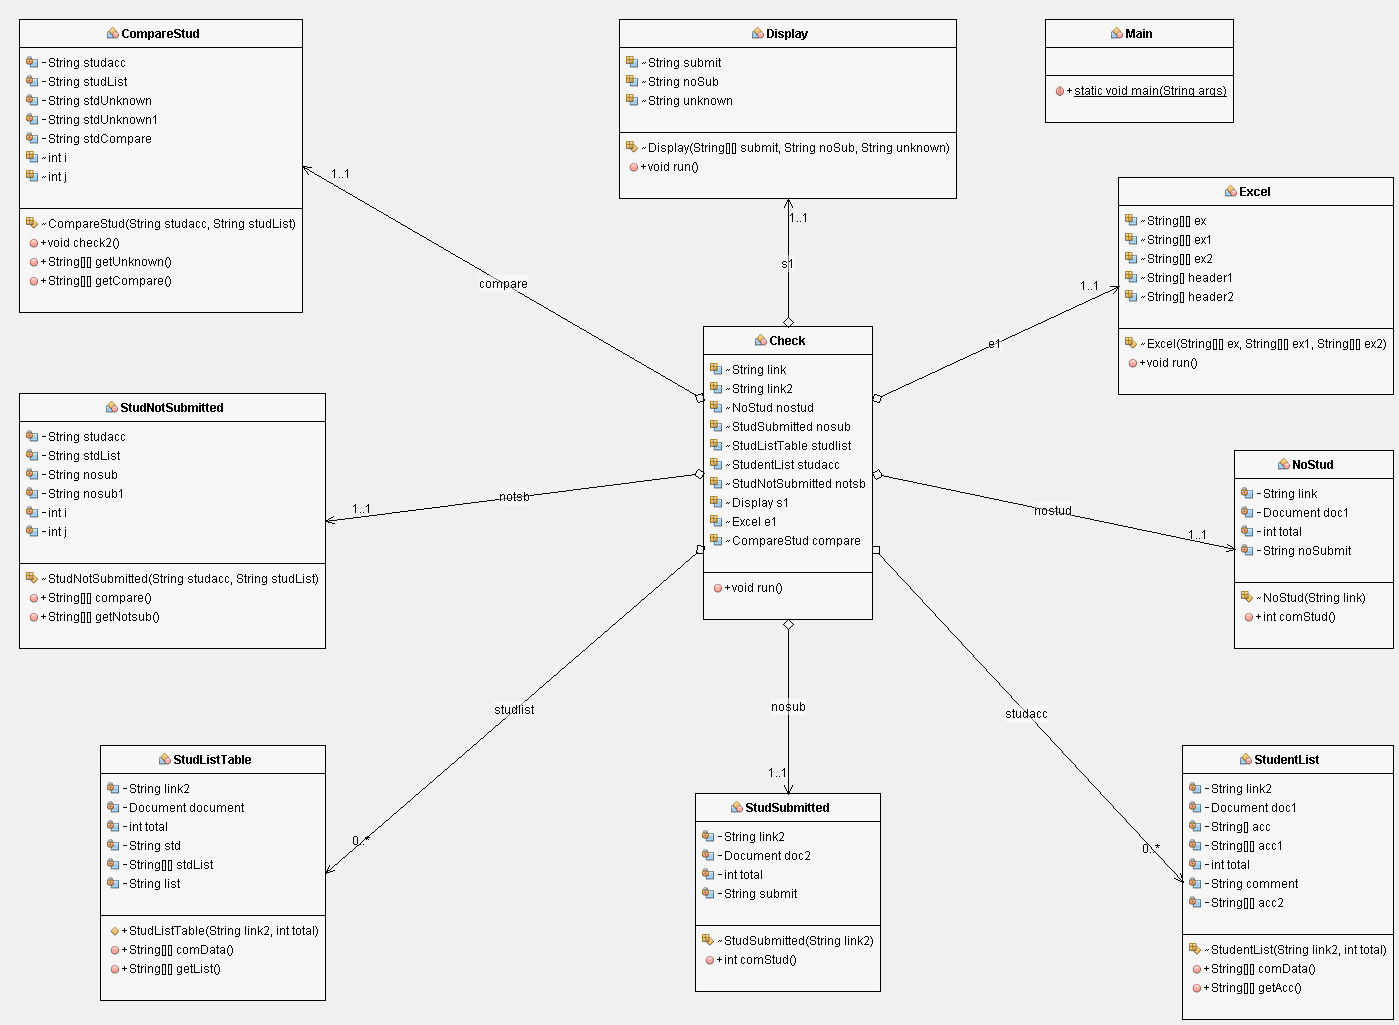 CompareStud
-String studacc
-String studList
-String stdUnknown
-String stdUnknown1
-String stdCompare
~int i
~int j
~CompareStud(String studacc, String studList)
+void check2()
+String[][] getUnknown()
+String[][] getCompare()
Display
~String submit
~String noSub
~String unknown
~Display(String[][] submit, String noSub, String unknown)
+void run()
Main
+static void main(String args)
Excel
~String[][] ex
~String[][] ex1
~String[][] ex2
~String[] header1
~String[] header2
~Excel(String[][] ex, String[][] ex1, String[][] ex2)
+void run()
1..1
compare
1..1
s1
1..1
e1
Check
~String link
~String link2
~NoStud nostud
~StudSubmitted nosub
~StudListTable studlist
~StudentList studacc
~StudNotSubmitted notsb
~Display s1
~Excel e1
~CompareStud compare
+void run()
StudNotSubmitted
-String studacc
-String stdList
-String nosub
-String nosub1
-int i
-int j
~StudNotSubmitted(String studacc, String studList)
+String[][] compare()
+String[][] getNotsub()
notsb
1..1
nostud
1..1
NoStud
-String link
-Document doc1
-int total
-String noSubmit
~NoStud(String link)
+int comStud()
studlist
0..*
nosub
1..1
studacc
0..*
StudListTable
-String link2
-Document document
-int total
-String std
-String[][] stdList
-String list
+StudListTable(String link2, int total)
+String[][] comData()
+String[][] getList()
StudSubmitted
-String link2
-Document doc2
-int total
-String submit
~StudSubmitted(String link2)
+int comStud()
StudentList
-String link2
-Document doc1
-String[] acc
-String[][] acc1
-int total
-String comment
-String[][] acc2
~StudentList(String link2, int total)
+String[][] comData()
+String[][] getAcc()